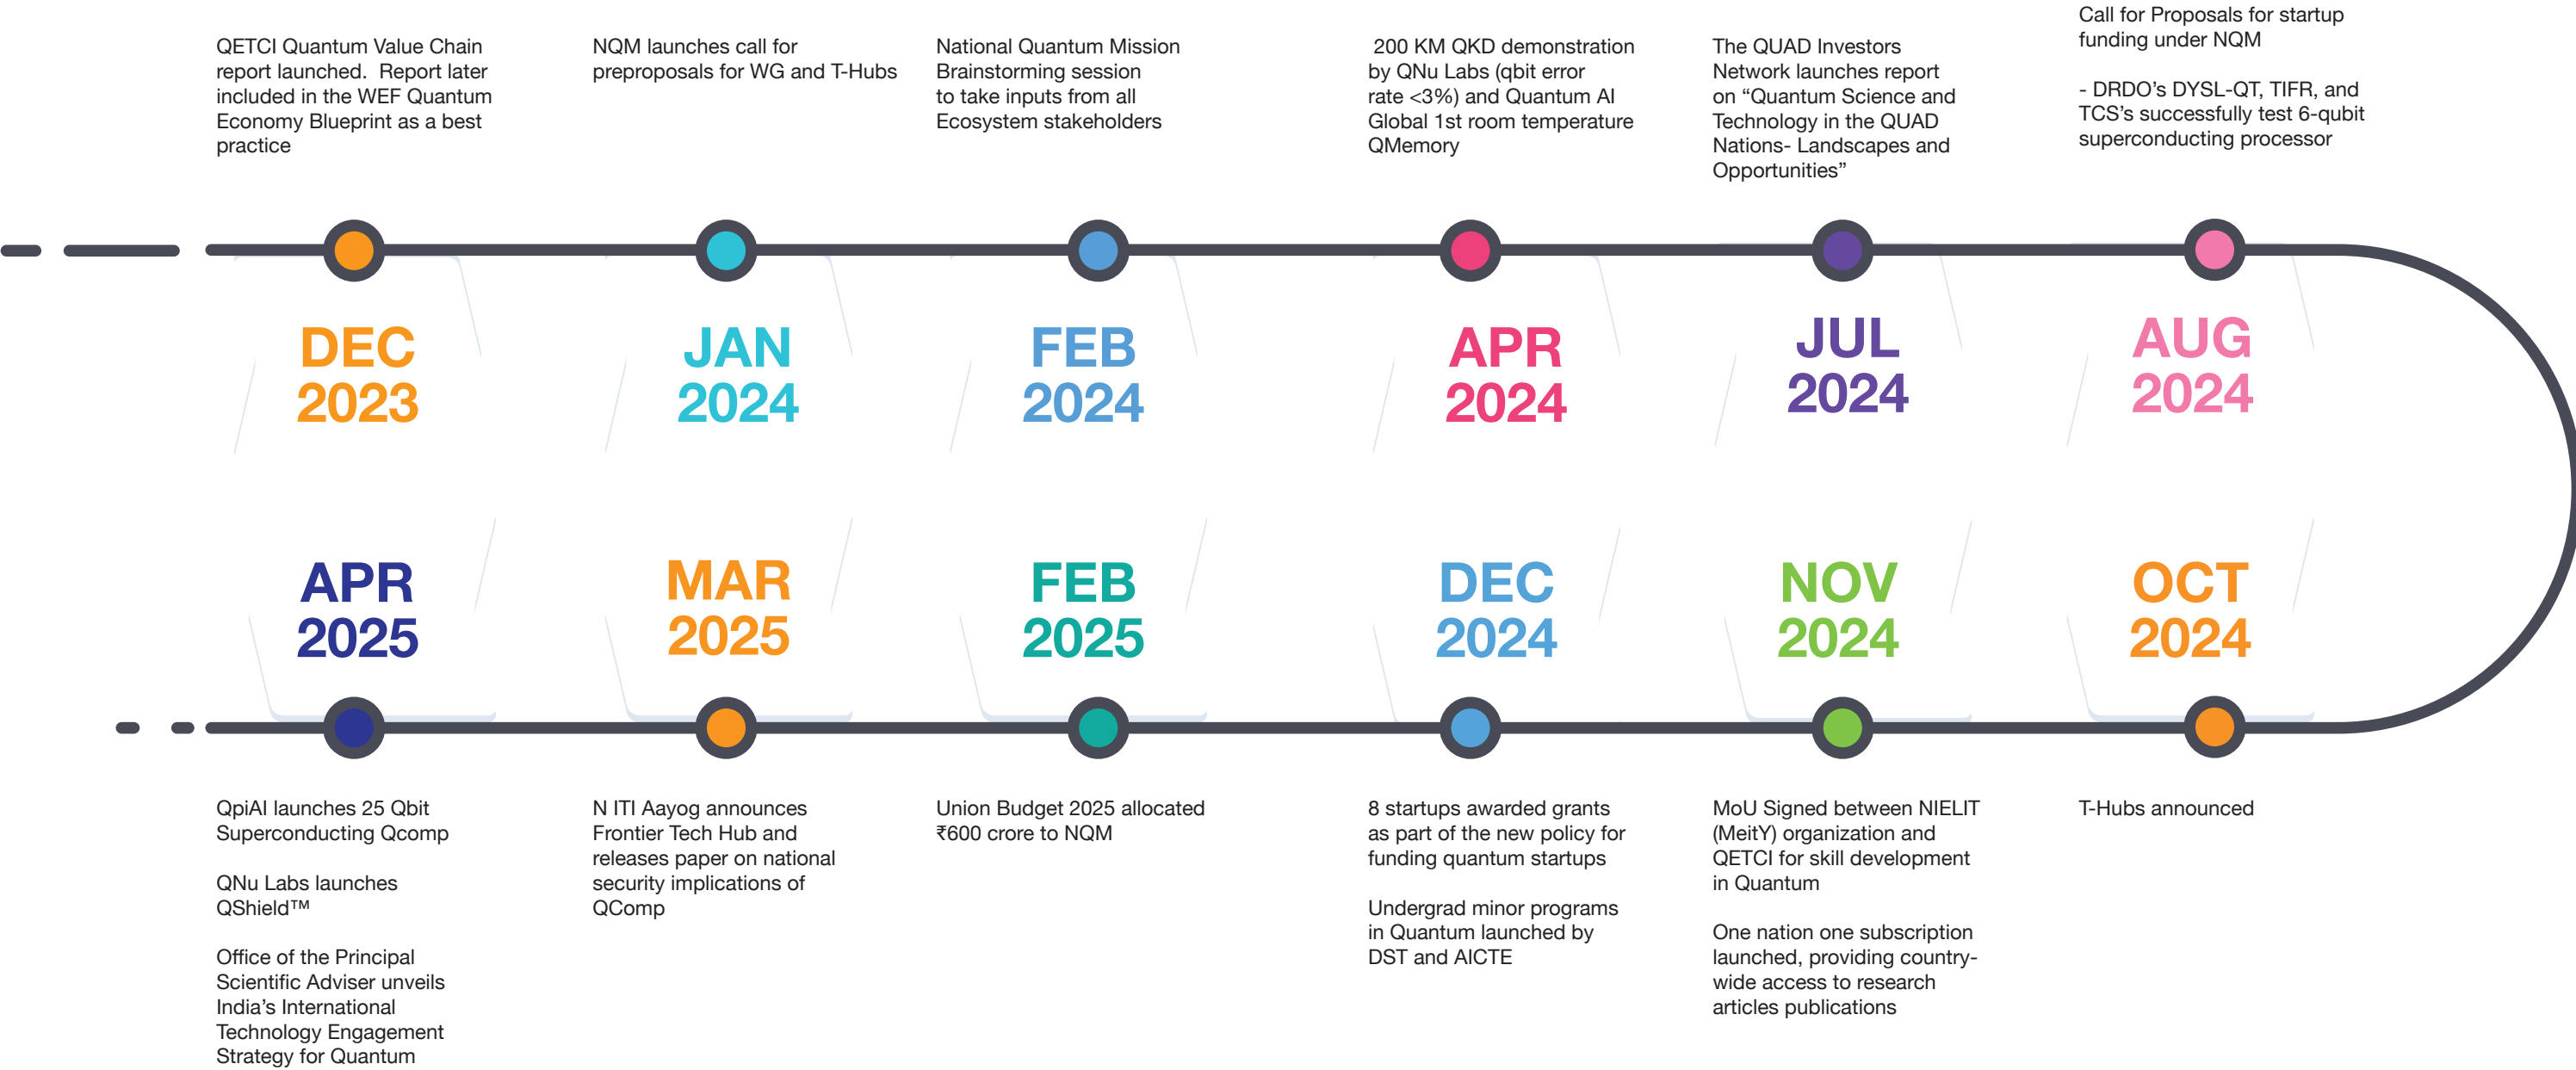 QETCI Quantum Value Chain
report launched.  Report later
included in the WEF Quantum
Economy Blueprint as a best
practice
DEC
2023
NQM launches call for
preproposals for WG and T-Hubs
JAN
2024
National Quantum Mission
Brainstorming session
to take inputs from all
Ecosystem stakeholders
FEB
2024
200 KM QKD demonstration
by QNu Labs (qbit error
rate <3%) and Quantum AI
Global 1st room temperature
QMemory
APR
2024
The QUAD Investors
Network launches report
on “Quantum Science and
Technology in the QUAD
Nations- Landscapes and
Opportunities”
JUL
2024
Call for Proposals for startup
funding under NQM
- DRDO’s DYSL-QT, TIFR, and
TCS’s successfully test 6-qubit
superconducting processor
AUG
2024
OCT
2024
T-Hubs announced
NOV
2024
MoU Signed between NIELIT
(MeitY) organization and
QETCI for skill development
in Quantum
One nation one subscription
launched, providing country-
wide access to research
articles publications
DEC
2024
8 startups awarded grants
as part of the new policy for
funding quantum startups
Undergrad minor programs
in Quantum launched by
DST and AICTE
FEB
2025
Union Budget 2025 allocated
₹600 crore to NQM
MAR
2025
N ITI Aayog announces
Frontier Tech Hub and
releases paper on national
security implications of
QComp
APR
2025
QpiAI launches 25 Qbit
Superconducting Qcomp
QNu Labs launches
QShield™
Office of the Principal
Scientific Adviser unveils
India’s International
Technology Engagement
Strategy for Quantum